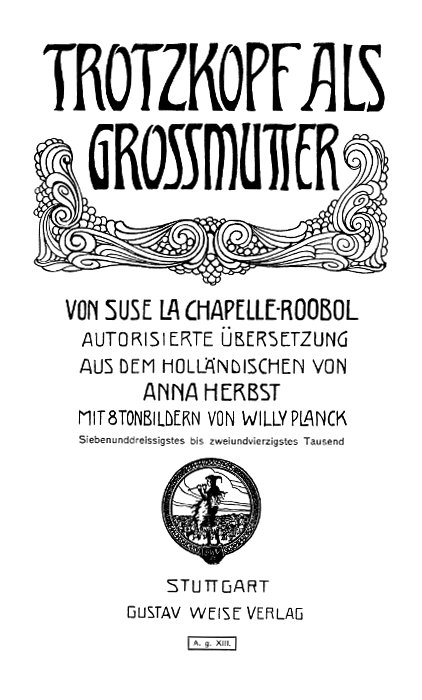 TROTZKOPF ALS
GROSSMUTTER
VON SUSE LA CHAPELLE-ROOBOL
AUTORISIERTE ÜBERSETZUNG
AUS DEM HOLLÄNDISCHEN VON
ANNA HERBST
MIT 8 TONBILDERN VON WILLY PLANCK
Siebenunddreissigstes bis zweiundvierzigstes Tausend
STUTTGART
GUSTAV WEISE VERLAG
A. g. XIII.